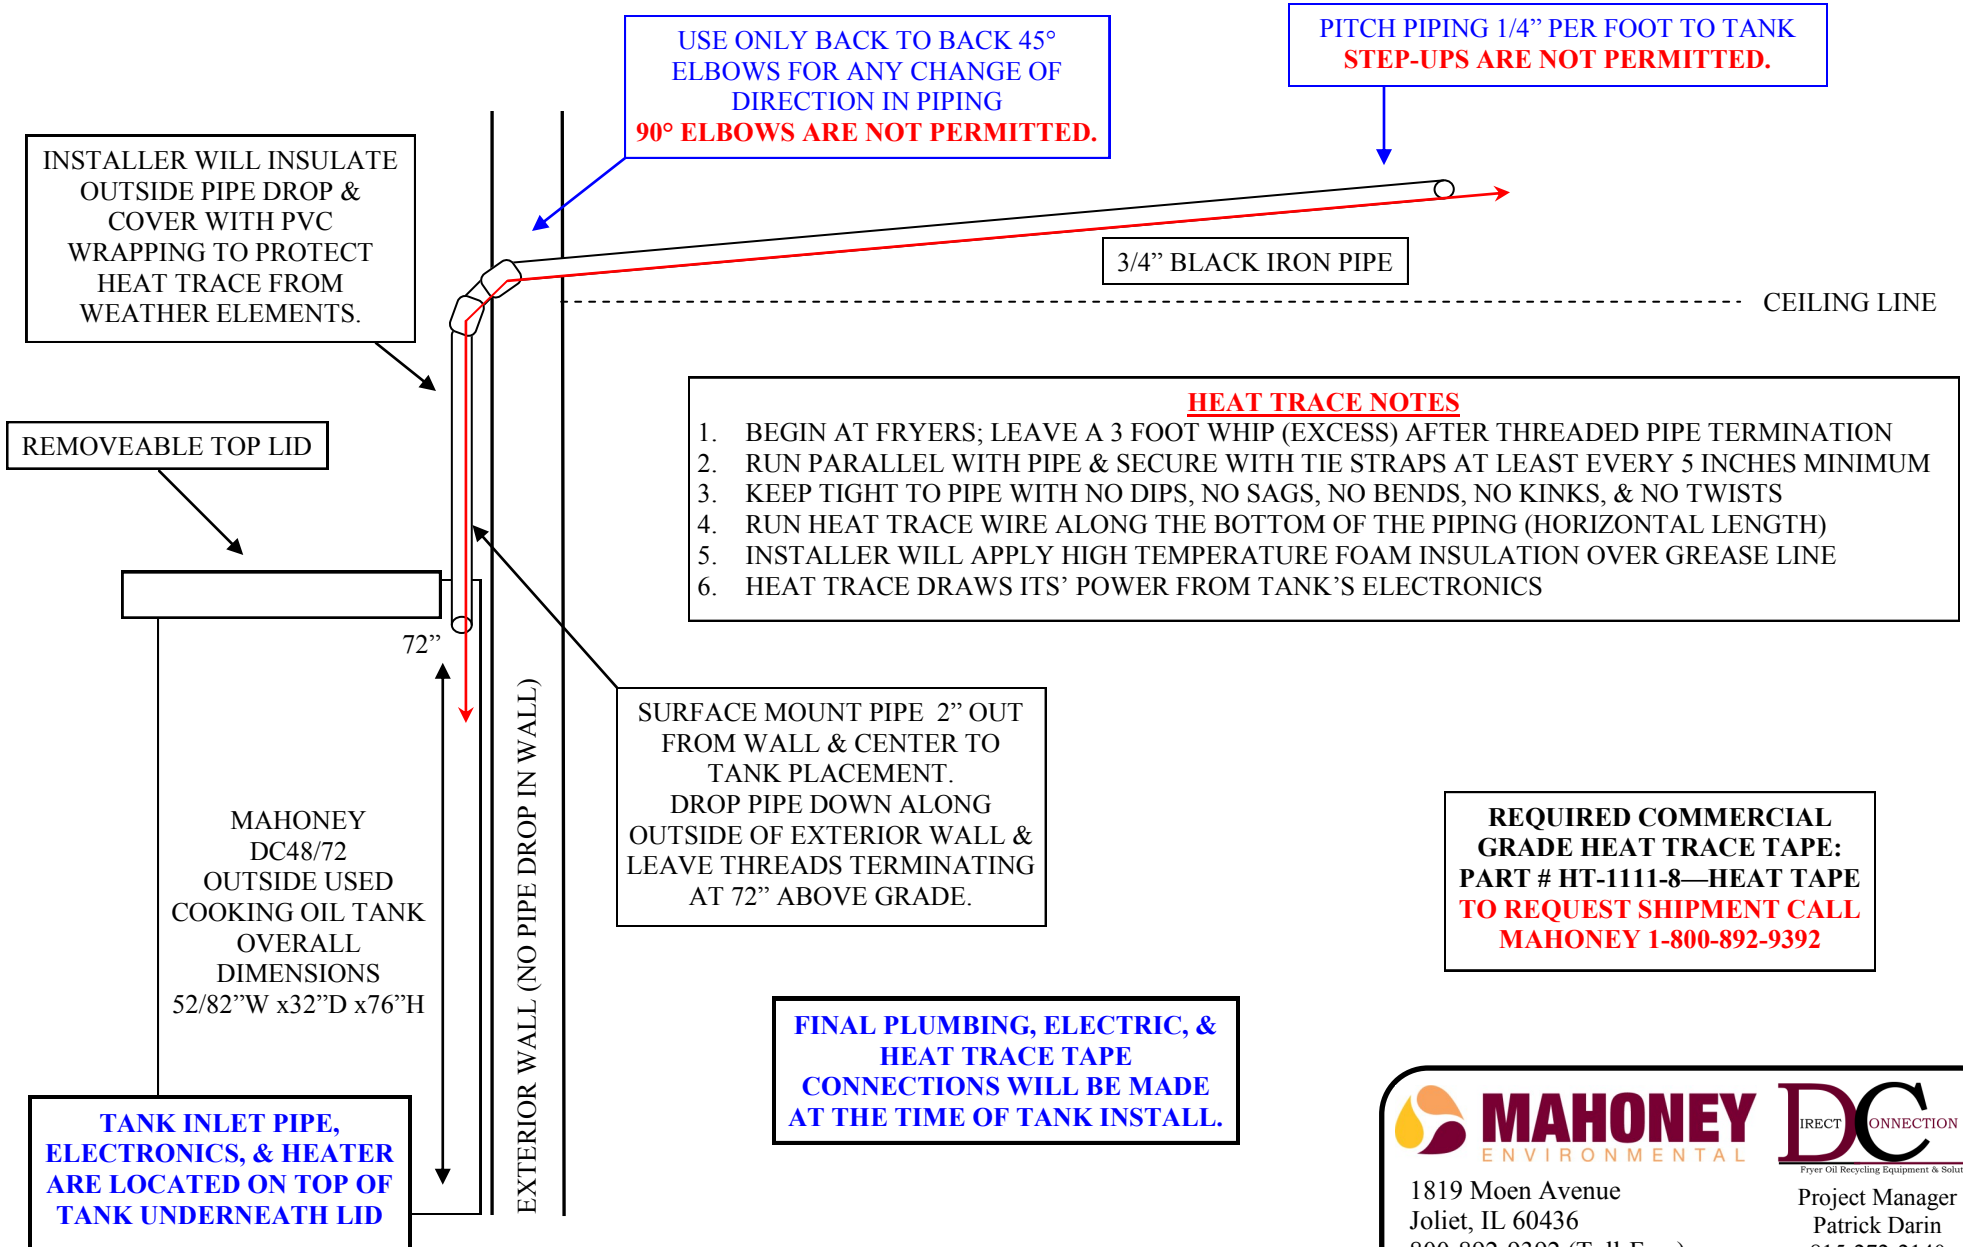 USE ONLY BACK TO BACK 45°
ELBOWS FOR ANY CHANGE OF
DIRECTION IN PIPING
90° ELBOWS ARE NOT PERMITTED.
PITCH PIPING 1/4” PER FOOT TO TANK
STEP-UPS ARE NOT PERMITTED.
INSTALLER WILL INSULATE
OUTSIDE PIPE DROP &
COVER WITH PVC
WRAPPING TO PROTECT
HEAT TRACE FROM
WEATHER ELEMENTS.
3/4” BLACK IRON PIPE
CEILING LINE
REMOVEABLE TOP LID
HEAT TRACE NOTES
1. BEGIN AT FRYERS; LEAVE A 3 FOOT WHIP (EXCESS) AFTER THREADED PIPE TERMINATION
2. RUN PARALLEL WITH PIPE & SECURE WITH TIE STRAPS AT LEAST EVERY 5 INCHES MINIMUM
3. KEEP TIGHT TO PIPE WITH NO DIPS, NO SAGS, NO BENDS, NO KINKS, & NO TWISTS
4. RUN HEAT TRACE WIRE ALONG THE BOTTOM OF THE PIPING (HORIZONTAL LENGTH)
5. INSTALLER WILL APPLY HIGH TEMPERATURE FOAM INSULATION OVER GREASE LINE
6. HEAT TRACE DRAWS ITS’ POWER FROM TANK’S ELECTRONICS
72”
EXTERIOR WALL (NO PIPE DROP IN WALL)
SURFACE MOUNT PIPE 2” OUT
FROM WALL & CENTER TO
TANK PLACEMENT.
DROP PIPE DOWN ALONG
OUTSIDE OF EXTERIOR WALL &
LEAVE THREADS TERMINATING
AT 72” ABOVE GRADE.
MAHONEY
DC48/72
OUTSIDE USED
COOKING OIL TANK
OVERALL
DIMENSIONS
52/82”W x32”D x76”H
REQUIRED COMMERCIAL
GRADE HEAT TRACE TAPE:
PART # HT-1111-8—HEAT TAPE
TO REQUEST SHIPMENT CALL
MAHONEY 1-800-892-9392
FINAL PLUMBING, ELECTRIC, &
HEAT TRACE TAPE
CONNECTIONS WILL BE MADE
AT THE TIME OF TANK INSTALL.
TANK INLET PIPE,
ELECTRONICS, & HEATER
ARE LOCATED ON TOP OF
TANK UNDERNEATH LID
MAHONEY
ENVIRONMENTAL
DIRECT CONNECTION
Fryer Oil Recycling Equipment &
1819 Moen Avenue
Joliet, IL 60436
800-892-9392 (Toll Free)
Project Manager
Patrick Darin